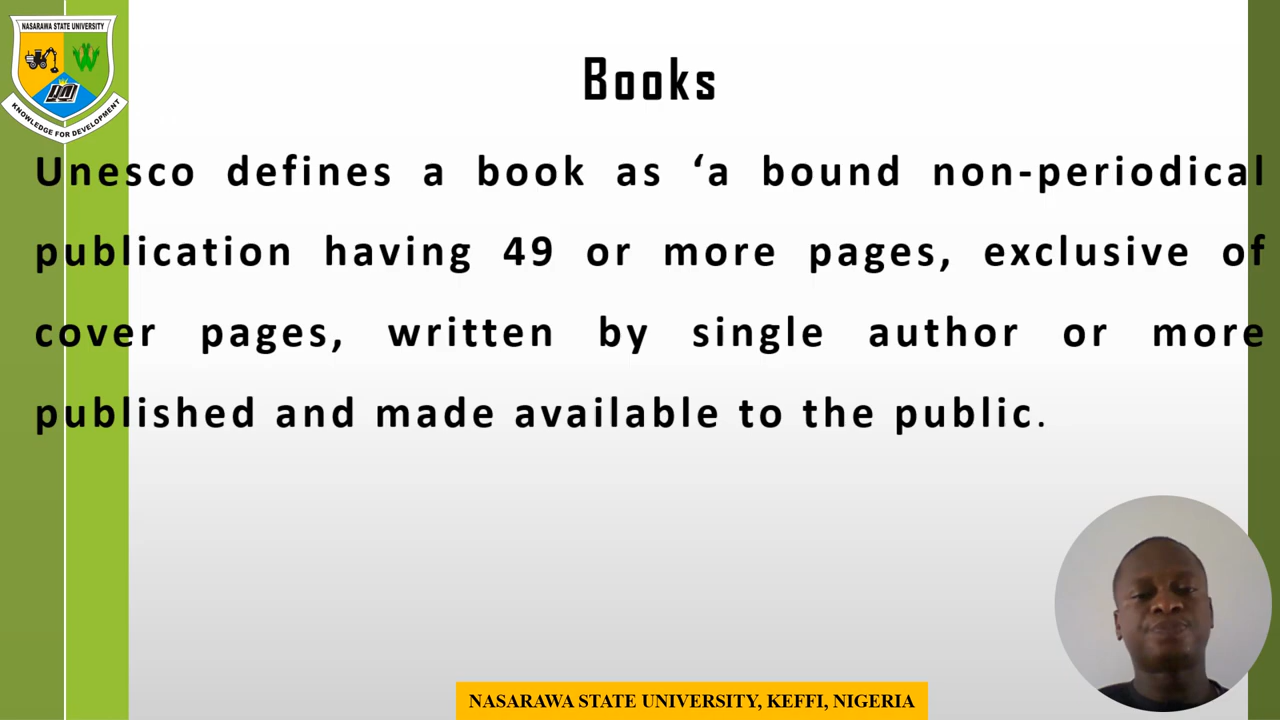 NASARAWA STATE UNIVERSITY
KNOWLEDGE FOR DEVELOPMENT
Books
Unesco defines a book as ‘a bound non-periodical
publication having 49 or more pages, exclusive of
cover pages, written by single author or more
published and made available to the public.
NASARAWA STATE UNIVERSITY, KEFFI, NIGERIA